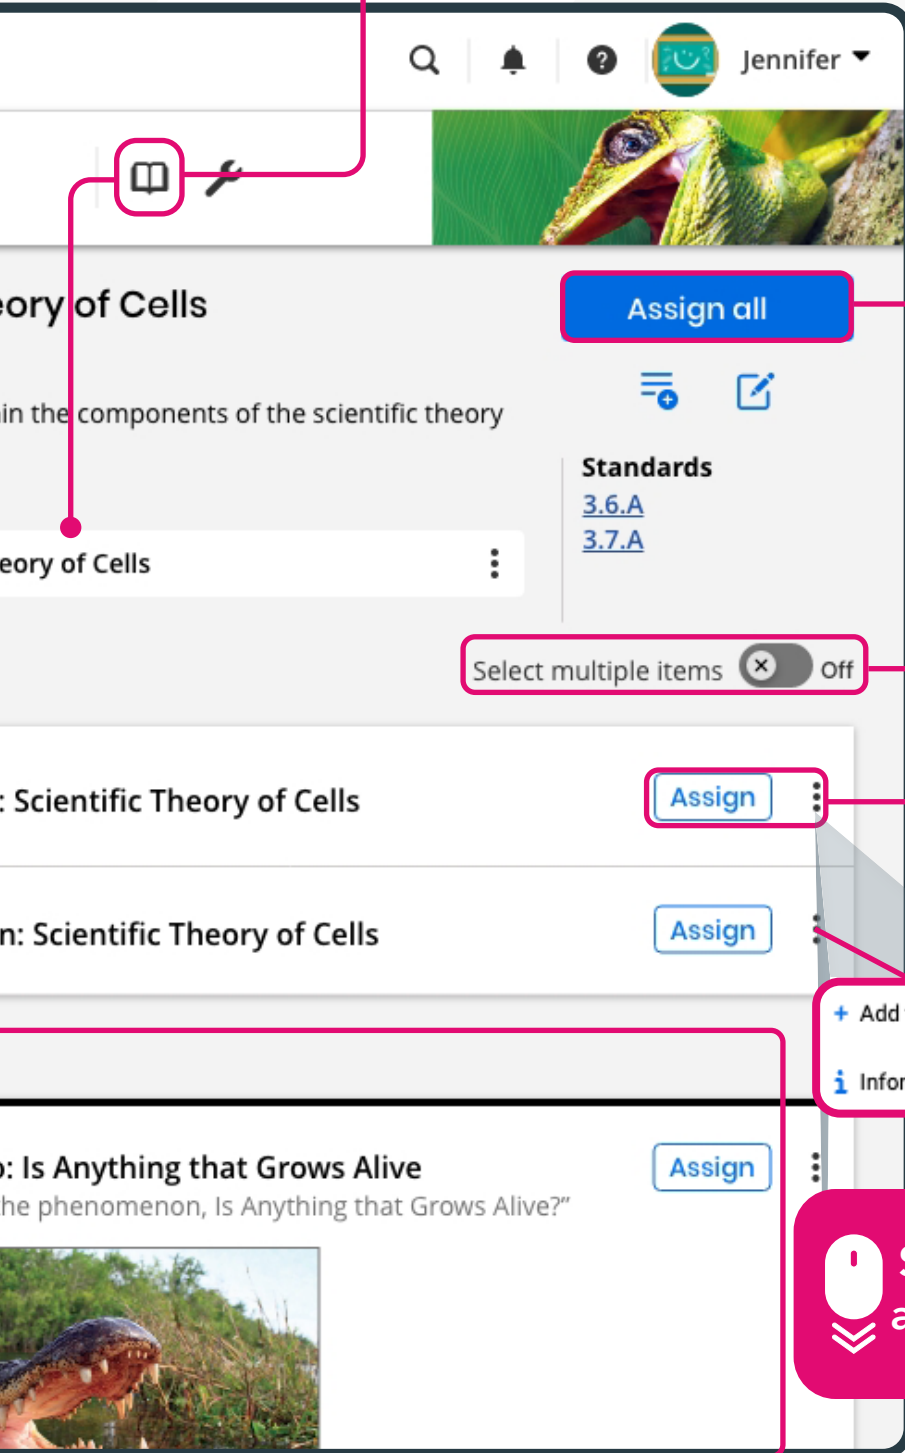 Jennifer
eory of Cells
Assign all
in the components of the scientific theory
Standards
3.6.A
3.7.A
eory of Cells
Select multiple items Off
: Scientific Theory of Cells
Assign
n: Scientific Theory of Cells
Assign
+ Add
i Infor
o: Is Anything that Grows Alive
Assign
he phenomenon, Is Anything that Grows Alive?”